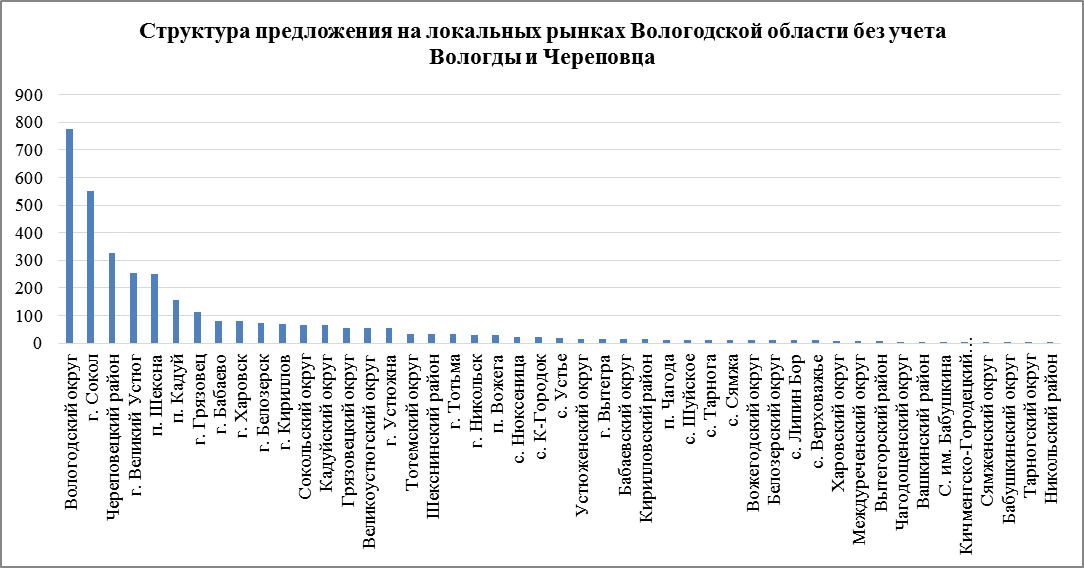 Структура предложения на локальных рынках Вологодской области без учета
Вологды и Череповца
900
800
700
600
500
400
300
200
100
0
Вологодский округ
г. Сокол
Череповецкий район
г. Великий Устюг
п. Шексна
п. Кадуй
г. Грязовец
г. Бабаево
г. Харовск
г. Белозерск
г. Кириллов
Сокольский округ
Кадуйский округ
Грязовецкий округ
Великоустюгский округ
г. Устюжна
Тотемский округ
Шекснинский район
г. Тотьма
г. Никольск
п. Вожега
с. Нюксеница
с. К-Городок
с. Устье
Устюженский округ
г. Вытегра
Бабаевский округ
Кирилловский район
п. Чагода
с. Шуйское
с. Тарнога
с. Сямжа
Вожегодский округ
Белозерский округ
с. Липин Бор
с. Верховажье
Харовский округ
Междуреченский округ
Вытегорский район
Чагодощенский округ
Вашкинский район
С. им. Бабушкина
Кичменгско-Городецкий…
Сямженский округ
Бабушкинский округ
Тарногский округ
Никольский район